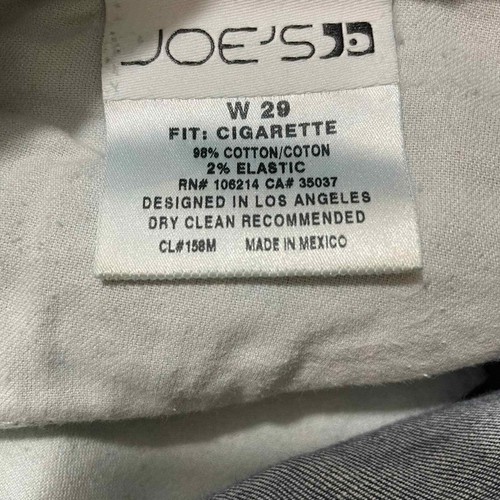 JOE'S
W 29
FIT: CIGARETTE
98% COTTON/COTON
2% ELASTIC
RN# 106214 CA# 35037
DESIGNED IN LOS ANGELES
DRY CLEAN RECOMMENDED
CL#158M MADE IN MEXICO